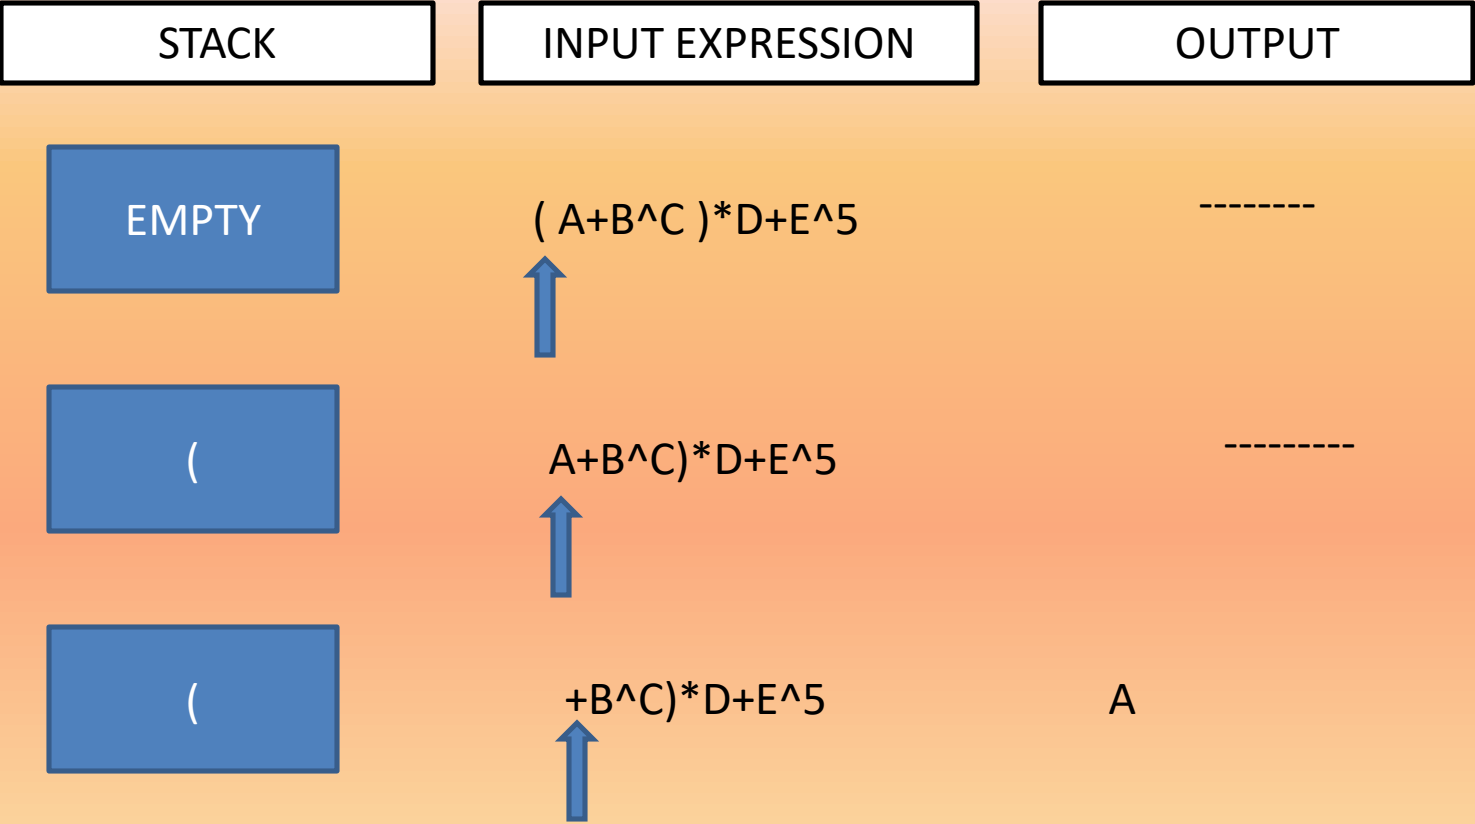 STACK INPUT EXPRESSION OUTPUT
EMPTY ( A+B^C )*D+E^5 --------
( A+B^C)*D+E^5 ---------
( +B^C)*D+E^5 A